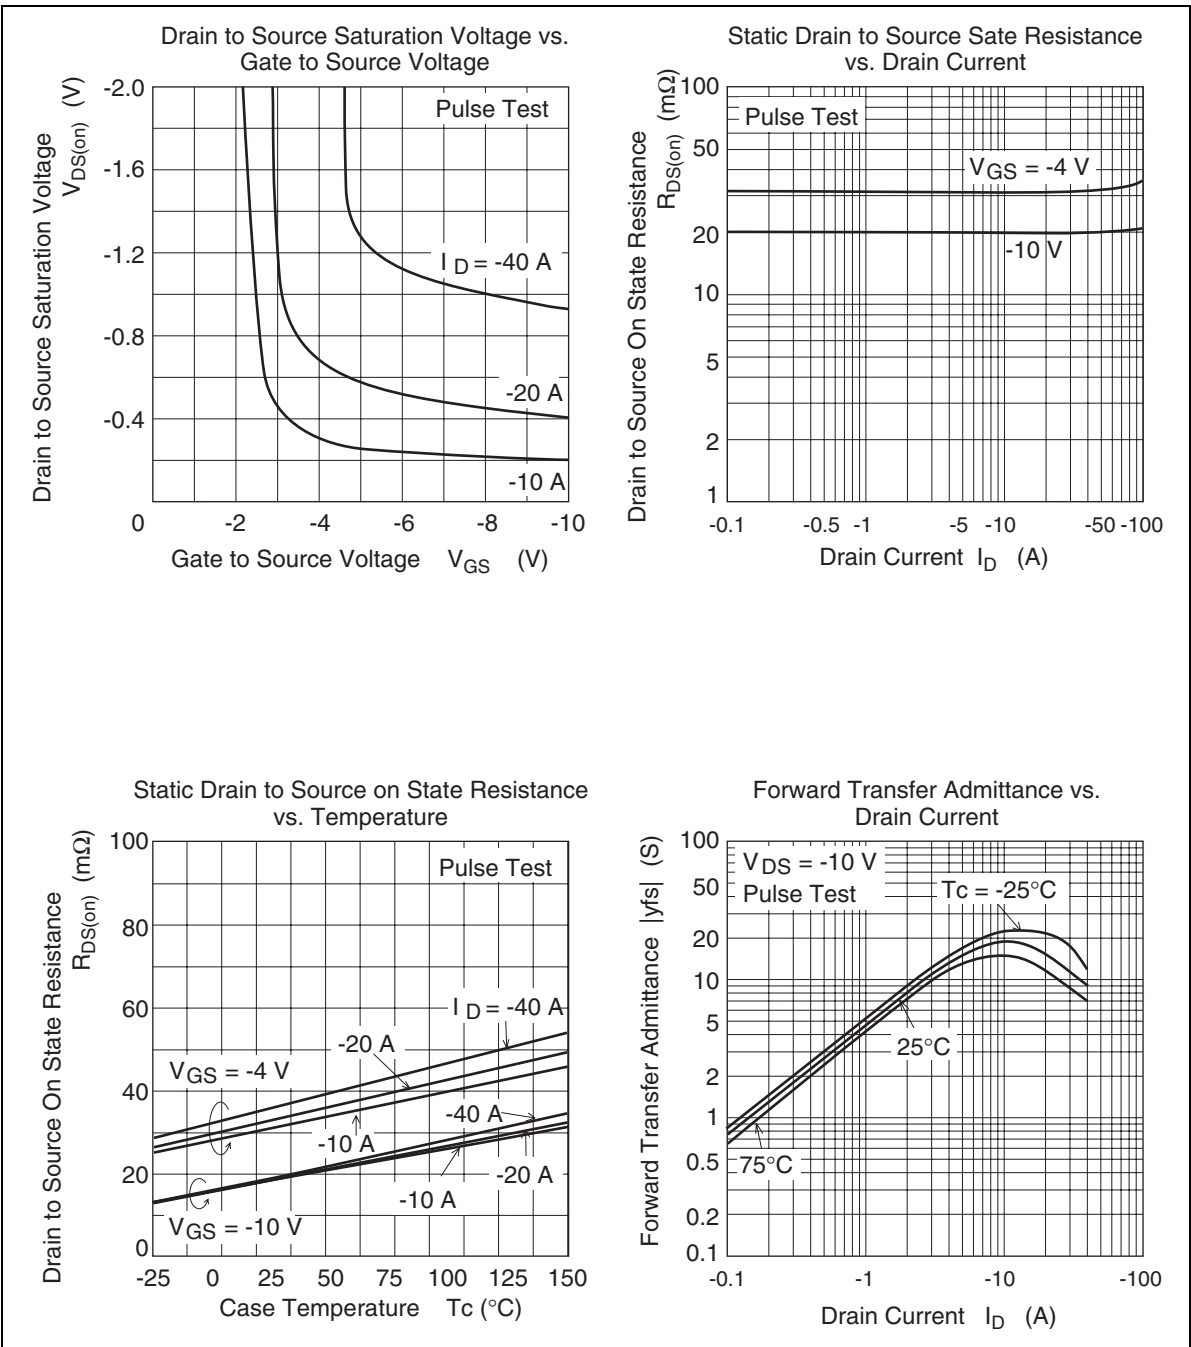 Drain to Source Saturation Voltage vs.
Gate to Source Voltage
Drain to Source Saturation Voltage
VDS(on) (V)
-2.0
-1.6
-1.2
-0.8
-0.4
0
Pulse Test
ID = -40 A
-20 A
-10 A
-2 -4 -6 -8 -10
Gate to Source Voltage VGS (V)
Static Drain to Source Sate Resistance
vs. Drain Current
Drain to Source On State Resistance
RDS(on) (mΩ)
100
50
20
10
5
2
1
Pulse Test
VGS = -4 V
-10 V
-0.1 -0.5 -1 -5 -10 -50 -100
Drain Current ID (A)
Static Drain to Source on State Resistance
vs. Temperature
Drain to Source On State Resistance
RDS(on) (mΩ)
100
80
60
40
20
0
Pulse Test
ID = -40 A
-20 A
VGS = -4 V
-10 A
-40 A
-20 A
-10 A
VGS = -10 V
-25 0 25 50 75 100 125 150
Case Temperature Tc (°C)
Forward Transfer Admittance vs.
Drain Current
Forward Transfer Admittance |yfs| (S)
100
50
20
10
5
2
1
0.5
0.2
0.1
VDS = -10 V
Pulse Test
Tc = -25°C
25°C
75°C
-0.1 -1 -10 -100
Drain Current ID (A)